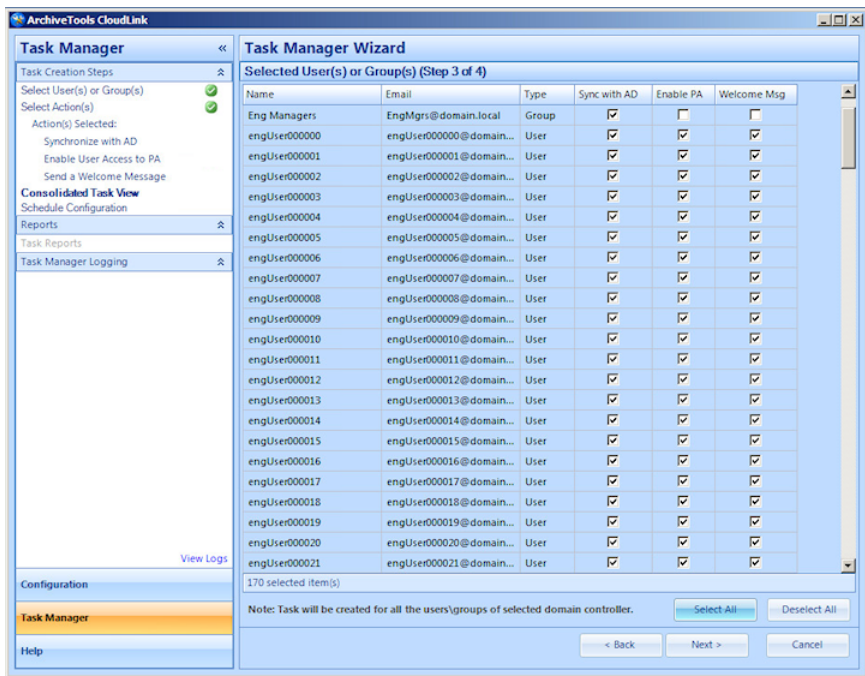 ArchiveTools CloudLink
Task Manager «
Task Creation Steps
Select User(s) or Group(s)
Select Action(s)
Action(s) Selected:
Synchronize with AD
Enable User Access to PA
Send a Welcome Message
Consolidated Task View
Schedule Configuration
Reports
Task Reports
Task Manager Logging
View Logs
Configuration
Task Manager
Help
Task Manager Wizard
Selected User(s) or Group(s) (Step 3 of 4)
Name Email Type Sync with AD Enable PA Welcome Msg
Eng Managers EngMgrs@domain.local Group
engUser000000 engUser000000@domain... User
engUser000001 engUser000001@domain... User
engUser000002 engUser000002@domain... User
engUser000003 engUser000003@domain... User
engUser000004 engUser000004@domain... User
engUser000005 engUser000005@domain... User
engUser000006 engUser000006@domain... User
engUser000007 engUser000007@domain... User
engUser000008 engUser000008@domain... User
engUser000009 engUser000009@domain... User
engUser000010 engUser000010@domain... User
engUser000011 engUser000011@domain... User
engUser000012 engUser000012@domain... User
engUser000013 engUser000013@domain... User
engUser000014 engUser000014@domain... User
engUser000015 engUser000015@domain... User
engUser000016 engUser000016@domain... User
engUser000017 engUser000017@domain... User
engUser000018 engUser000018@domain... User
engUser000019 engUser000019@domain... User
engUser000020 engUser000020@domain... User
engUser000021 engUser000021@domain... User
170 selected item(s)
Note: Task will be created for all the users\groups of selected domain controller. Select All Deselect All
< Back Next > Cancel